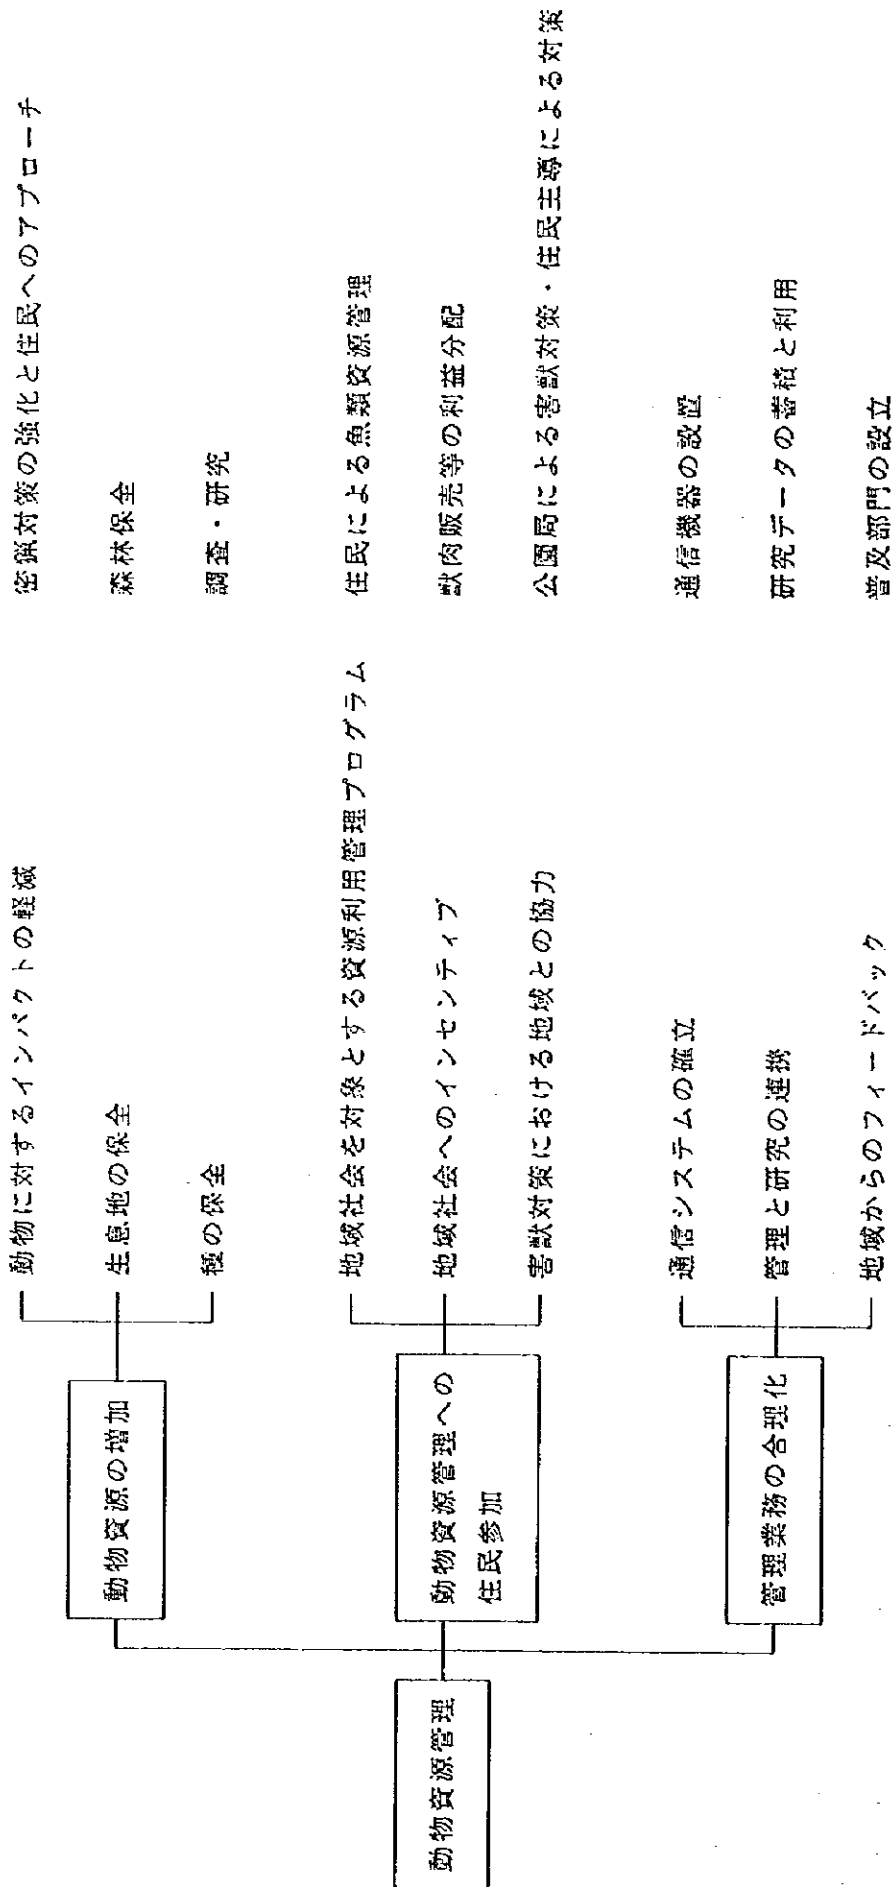 動物資源管理
動物資源の増加
動物に対するインパクトの軽減
密猟対策の強化と住民へのアプローチ
生息地の保全
森林保全
種の保全
調査・研究
動物資源管理への
住民参加
地域社会を対象とする資源利用管理プログラム
住民による魚類資源管理
地域社会へのインセンティブ
獣肉販売等の利益分配
害獣対策における地域との協力
公園局による害獣対策・住民主導による対策
管理業務の合理化
通信システムの確立
通信機器の設置
管理と研究の連携
研究データの蓄積と利用
地域からのフィードバック
普及部門の設立